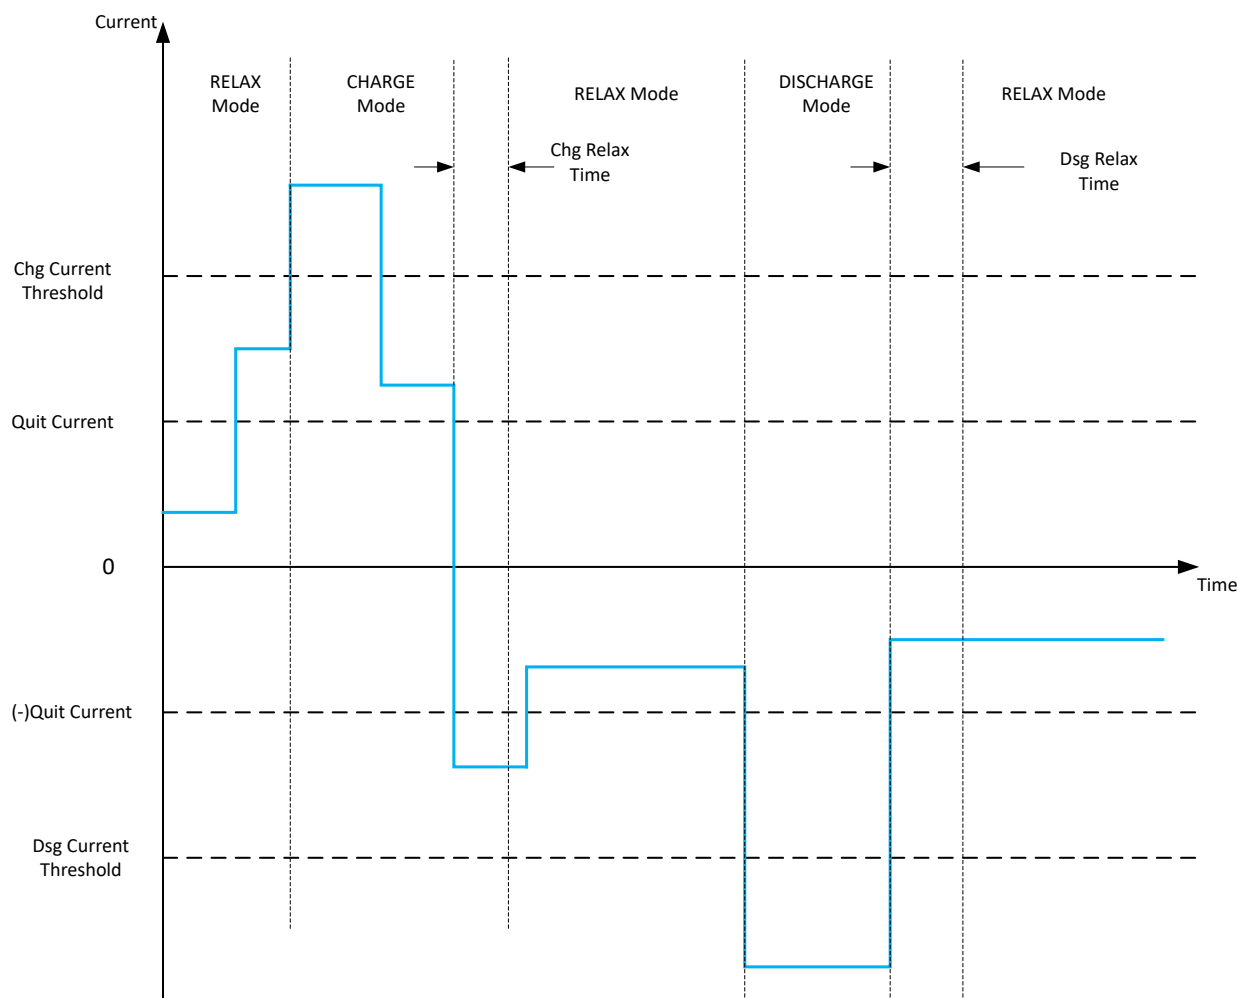 Current
RELAX
Mode
CHARGE
Mode
RELAX Mode
DISCHARGE
Mode
RELAX Mode
Chg Relax
Time
Dsg Relax
Time
Chg Current
Threshold
Quit Current
0
Time
(-)Quit Current
Dsg Current
Threshold